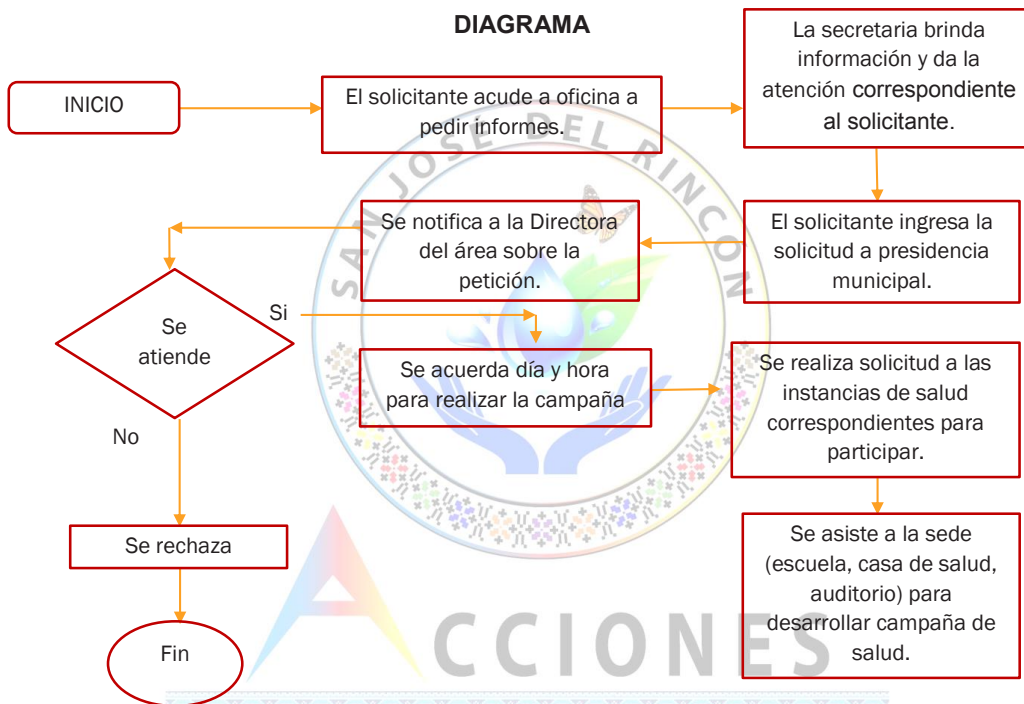 DIAGRAMA
INICIO
El solicitante acude a oficina a
pedir informes.
La secretaria brinda
información y da la
atención correspondiente
al solicitante.
El solicitante ingresa la
solicitud a presidencia
municipal.
Se notifica a la Directora
del área sobre la
petición.
Se
atiende
Si
Se acuerda día y hora
para realizar la campaña
Se realiza solicitud a las
instancias de salud
correspondientes para
participar.
Se asiste a la sede
(escuela, casa de salud,
auditorio) para
desarrollar campaña de
salud.
No
Se rechaza
Fin
SAN JOSE DEL RINCON
ACCIONES